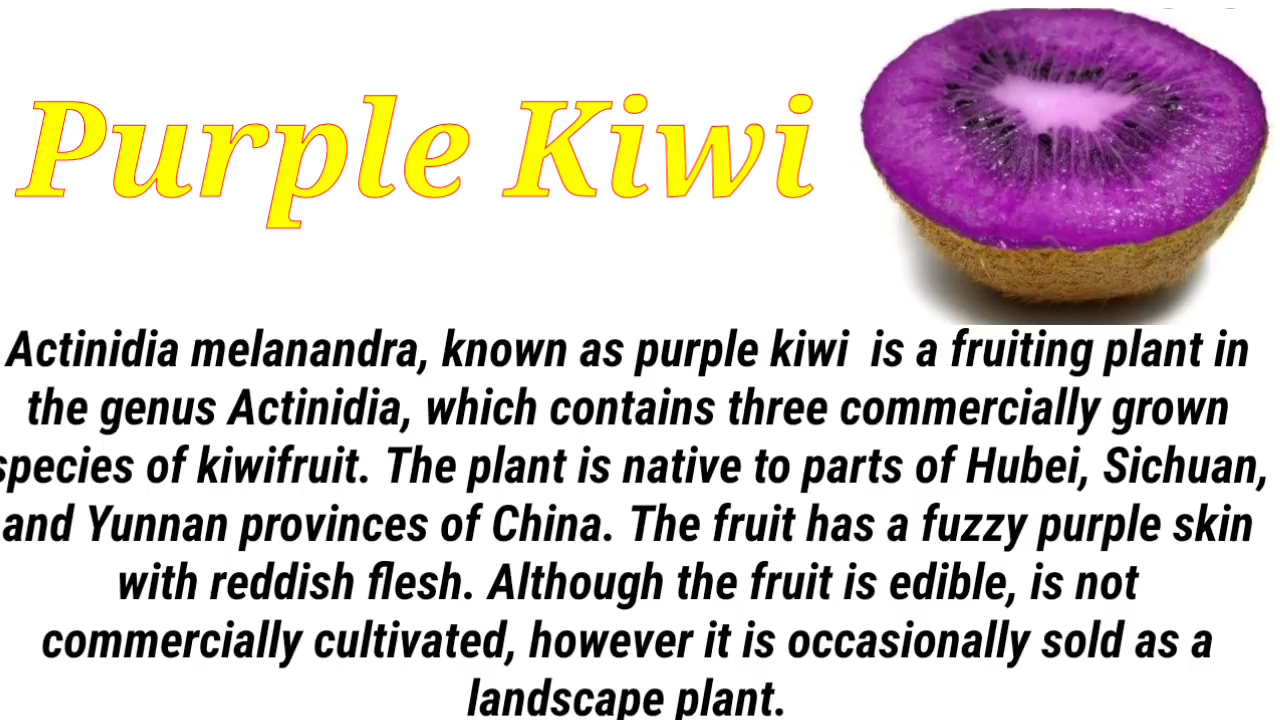 Purple Kiwi
Actinidia melanandra, known as purple kiwi  is a fruiting plant in
the genus Actinidia, which contains three commercially grown
species of kiwifruit. The plant is native to parts of Hubei, Sichuan,
and Yunnan provinces of China. The fruit has a fuzzy purple skin
with reddish flesh. Although the fruit is edible, is not
commercially cultivated, however it is occasionally sold as a
landscape plant.